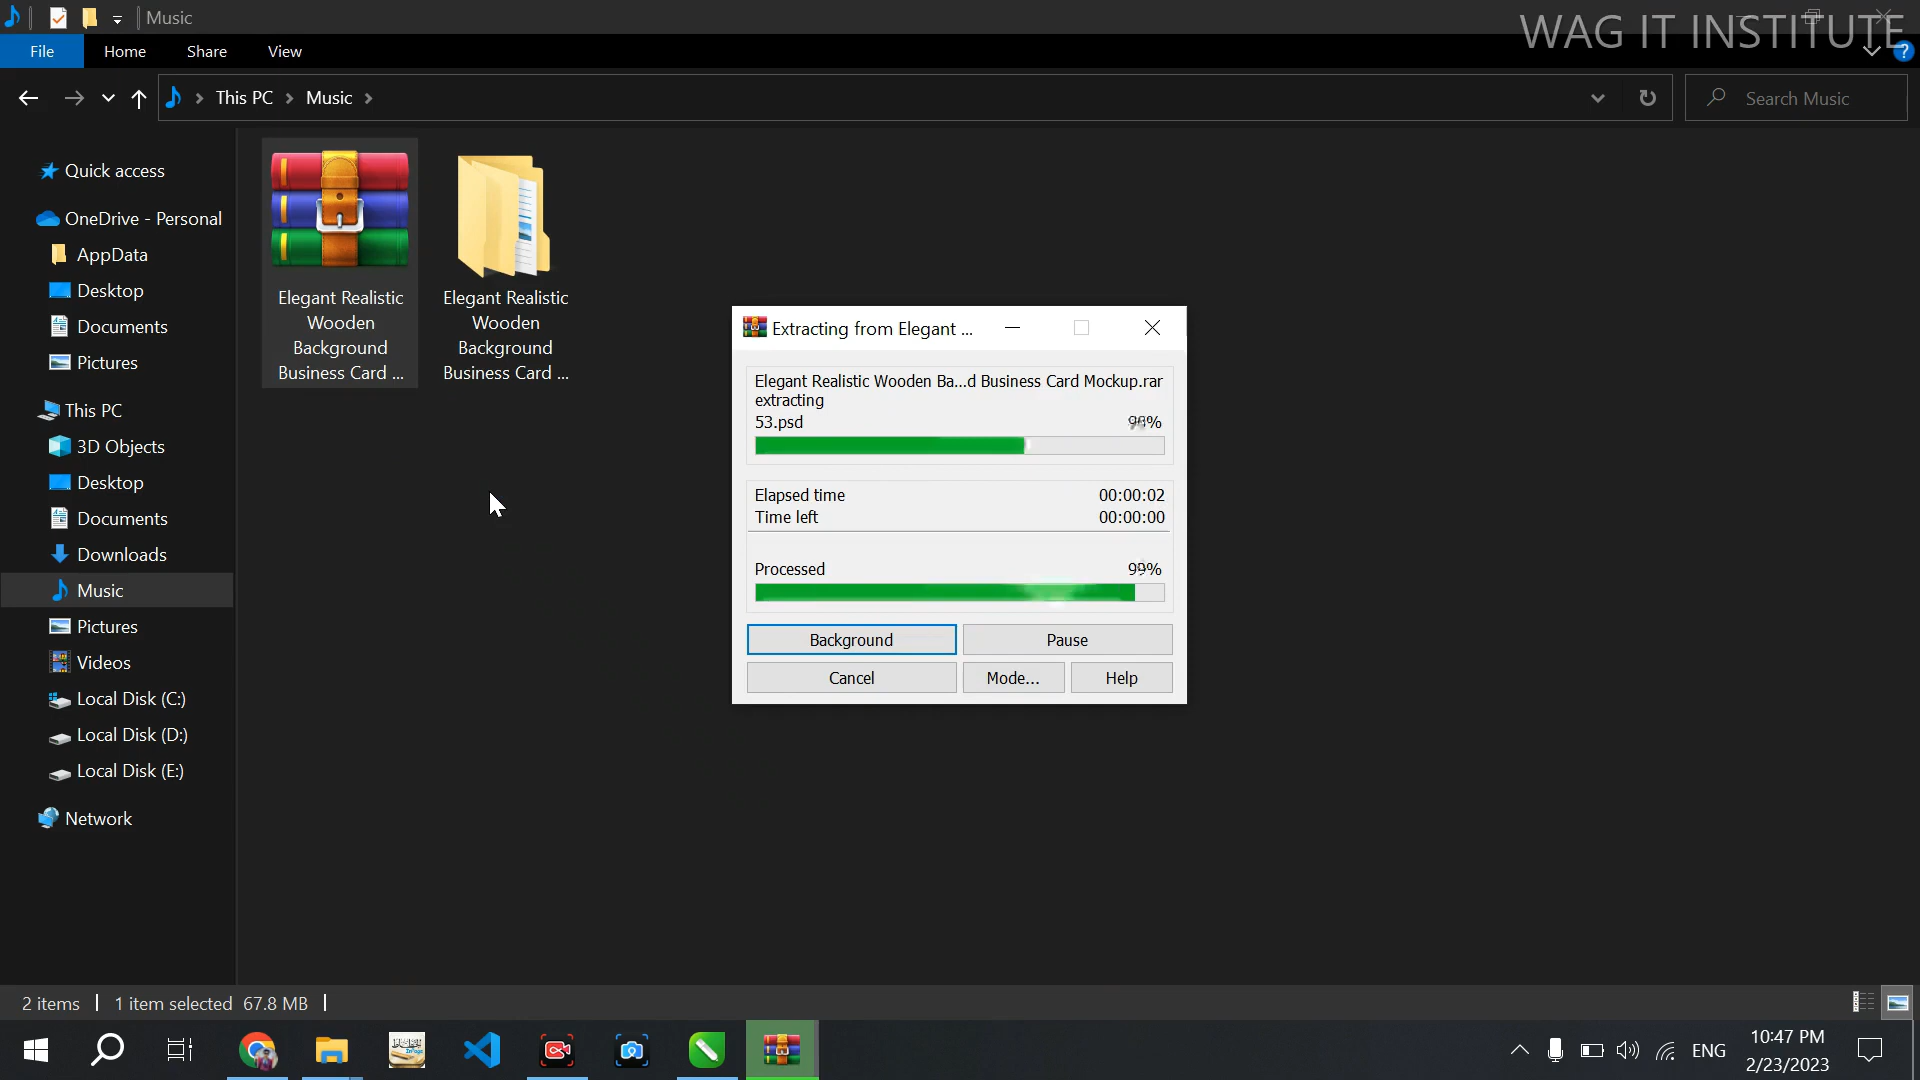 Music
WAG IT INSTITUTE
File Home Share View
This PC Music
Search Music
Quick access
OneDrive - Personal
AppData
Desktop
Documents
Pictures
This PC
3D Objects
Desktop
Documents
Downloads
Music
Pictures
Videos
Local Disk (C:)
Local Disk (D:)
Local Disk (E:)
Network
Elegant Realistic
Wooden
Background
Business Card ...
Elegant Realistic
Wooden
Background
Business Card ...
Extracting from Elegant ...
Elegant Realistic Wooden Ba...d Business Card Mockup.rar
extracting
53.psd
Elapsed time 00:00:02
Time left 00:00:00
Processed 99%
Background Pause
Cancel Mode... Help
2 items 1 item selected 67.8 MB
ENG
10:47 PM
2/23/2023